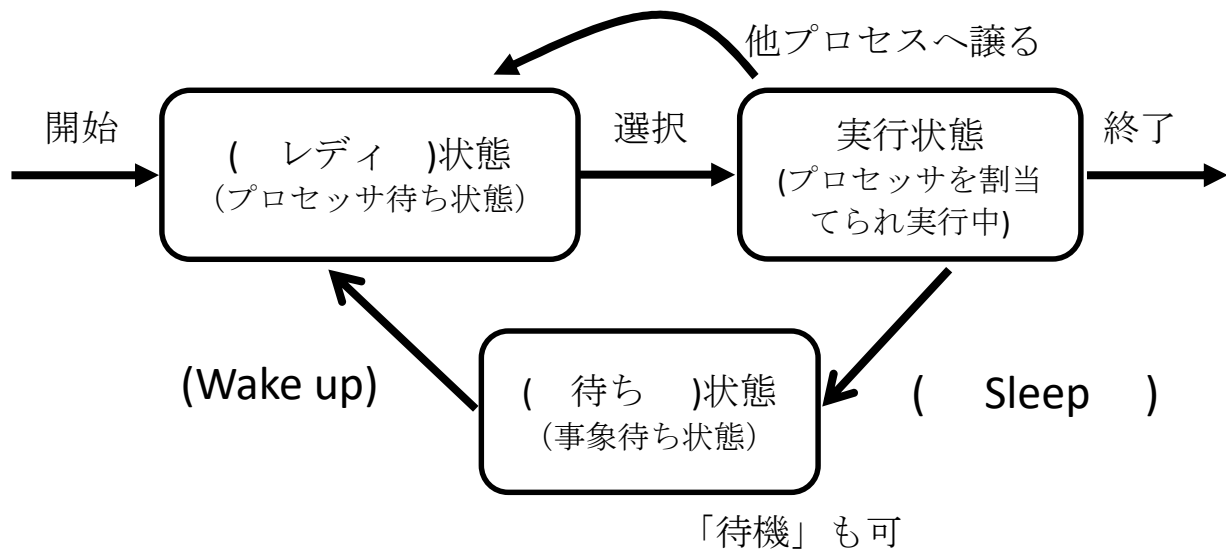 他プロセスへ譲る
開始
( レディ )状態
(プロセッサ待ち状態)
選択
実行状態
(プロセッサを割当
てられ実行中)
終了
(Wake up)
( 待ち )状態
(事象待ち状態)
( Sleep )
「待機」も可